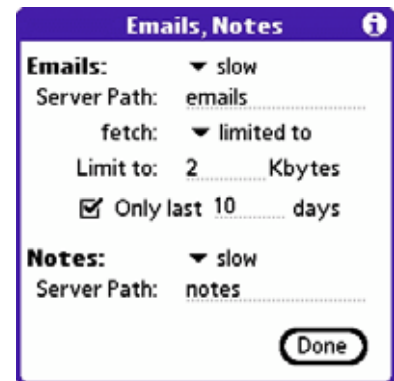 Emails, Notes
Emails: slow
Server Path: emails
fetch: limited to
Limit to: 2 Kbytes
Only last 10 days
Notes: slow
Server Path: notes
Done